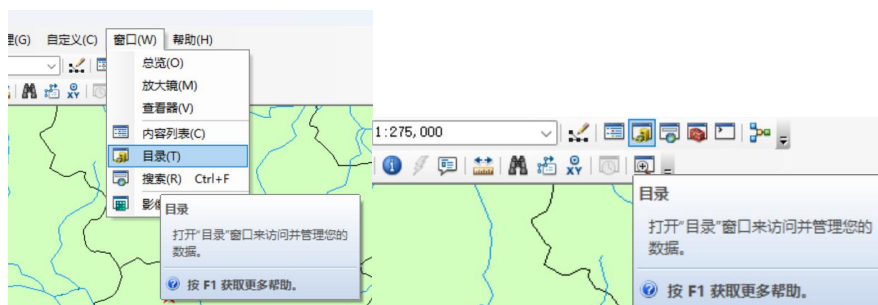 理(G) 自定义(C) 窗口(W) 帮助(H)
总览(O)
放大镜(M)
查看器(V)
内容列表(C)
目录(T)
搜索(R) Ctrl+F
影像
目录
打开"目录"窗口来访问并管理您的
数据。
按 F1 获取更多帮助。
1:275,000
目录
打开"目录"窗口来访问并管理您的
数据。
按 F1 获取更多帮助。